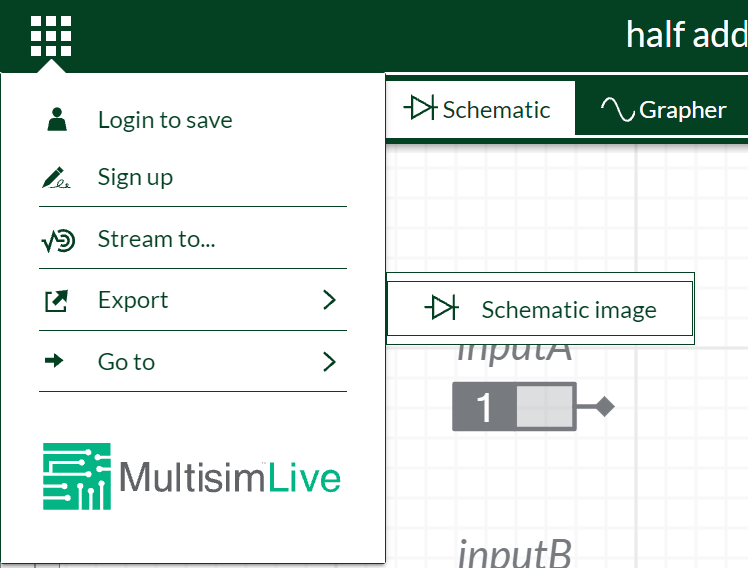 half add
Login to save
Schematic
Grapher
Sign up
Stream to...
Export
Schematic image
Go to
inputA
1
MultisimLive
inputB